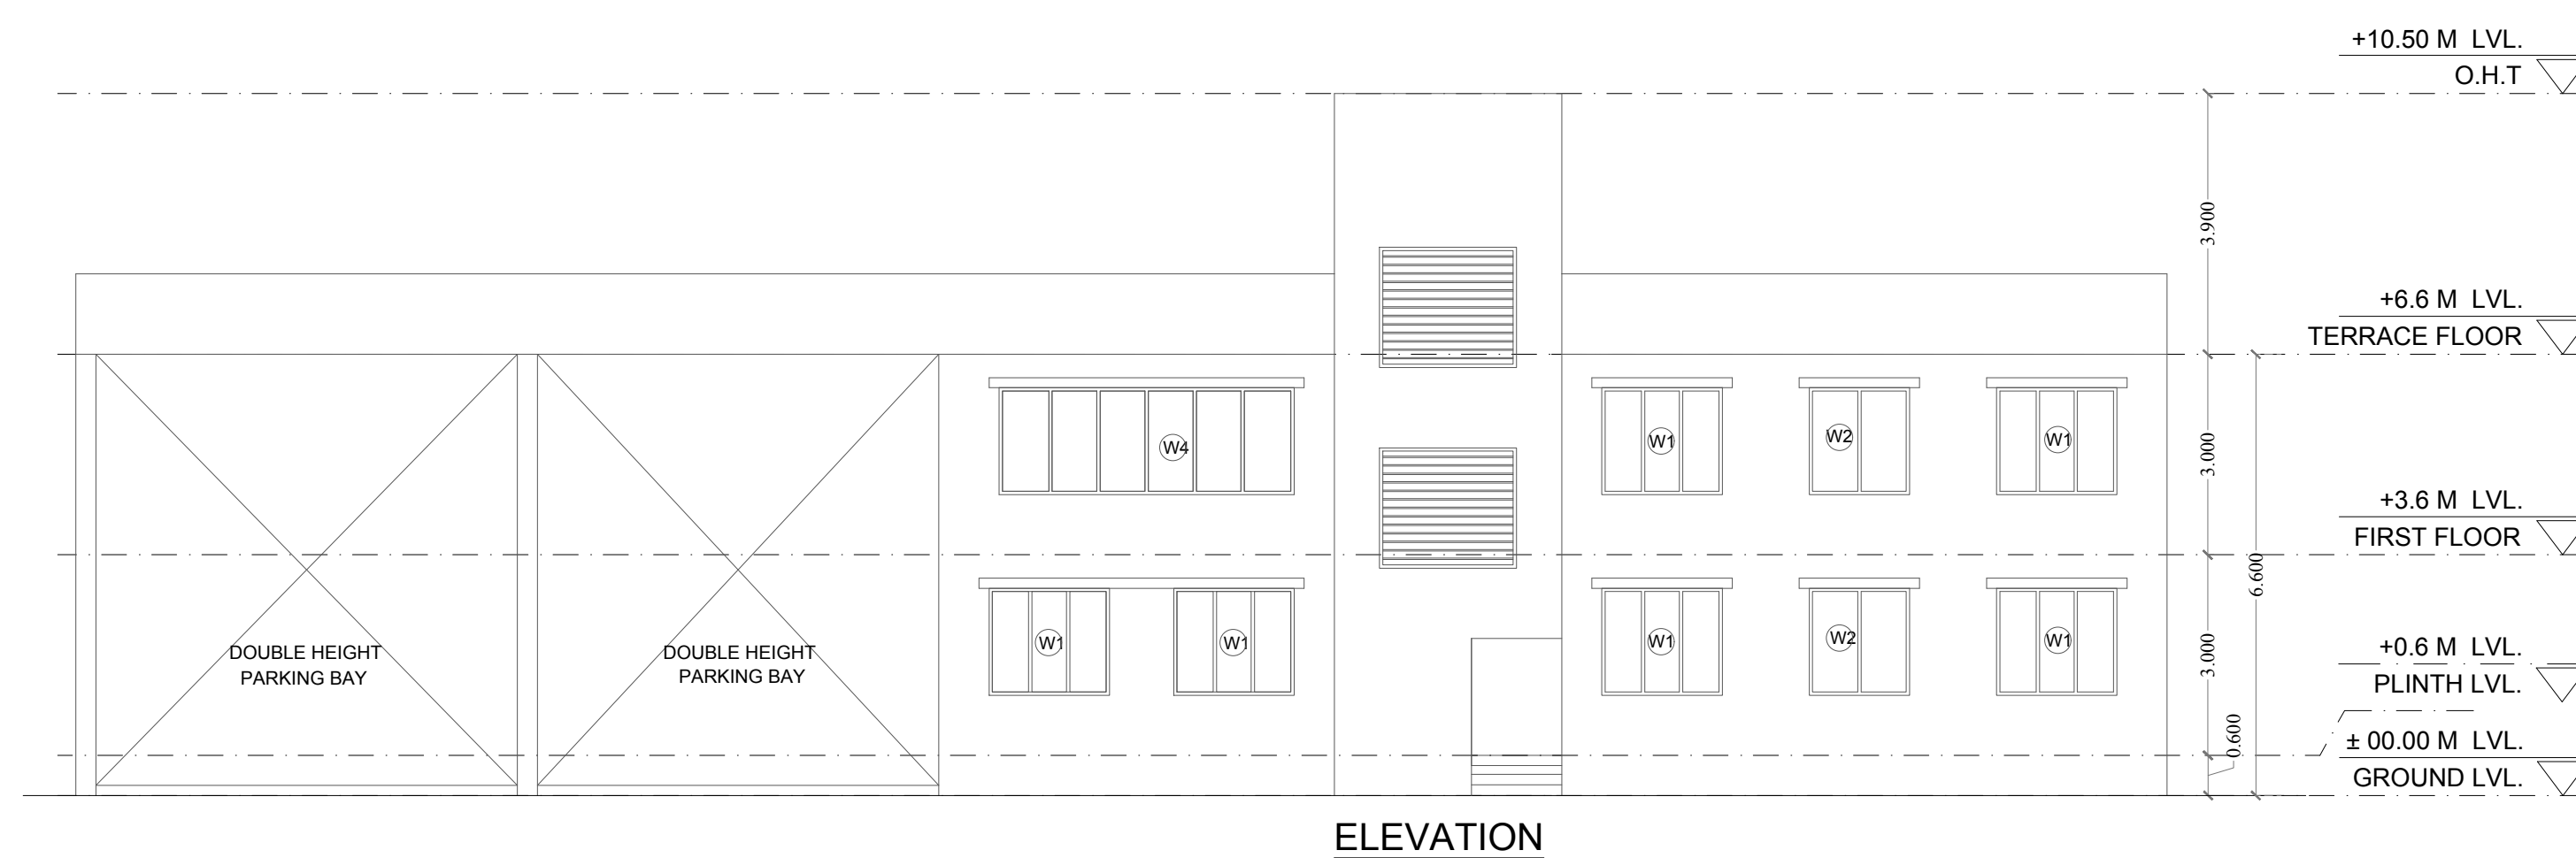 +10.50 M LVL.
O.H.T
3.900
+6.6 M LVL.
TERRACE FLOOR
W4
W1
W2
W1
3.000
+3.6 M LVL.
FIRST FLOOR
6.600
W1
W1
W1
W2
W1
3.000
DOUBLE HEIGHT
PARKING BAY
DOUBLE HEIGHT
PARKING BAY
+0.6 M LVL.
PLINTH LVL.
0.600
± 00.00 M LVL.
GROUND LVL.
ELEVATION